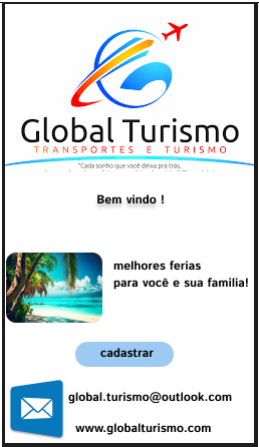 Global Turismo
TRANSPORTES E TURISMO
"Cada sonho que você deixa pra trás,
Bem vindo !
melhores ferias
para você e sua familia!
cadastrar
global.turismo@outlook.com
www.globalturismo.com